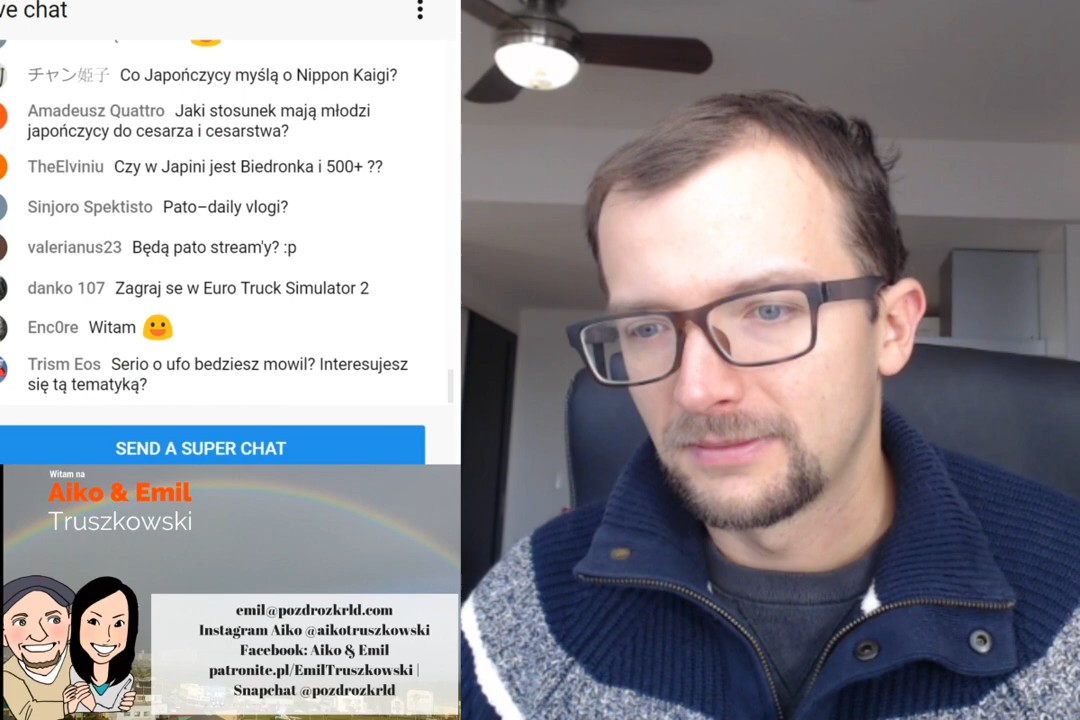 ve chat
チャン姫子 Co Japończycy myślą o Nippon Kaigi?
Amadeusz Quattro Jaki stosunek mają młodzi
japończycy do cesarza i cesarstwa?
TheElviniu Czy w Japini jest Biedronka i 500+ ??
Sinjoro Spektisto Pato–daily vlogi?
valerianus23 Będą pato stream'y? :p
danko 107 Zagraj se w Euro Truck Simulator 2
Enc0re Witam
Trism Eos Serio o ufo bedziesz mowil? Interesujesz
się tą tematyką?
SEND A SUPER CHAT
Witam na
Aiko & Emil
Truszkowski
emil@pozdrozkrld.com
Instagram Aiko @aikotruszkowski
Facebook: Aiko & Emil
patronite.pl/EmilTruszkowski |
Snapchat @pozdrozkrld